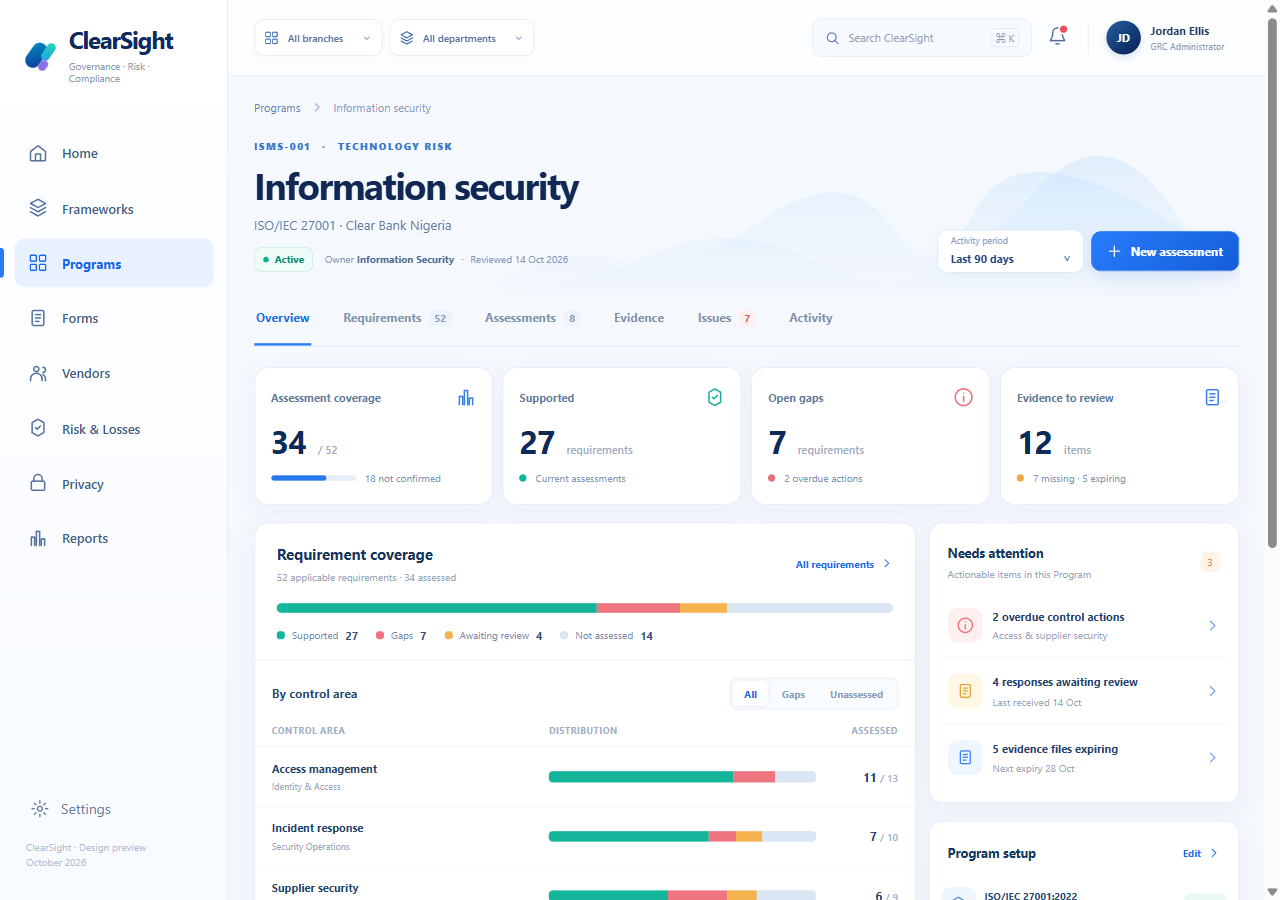 ClearSight
Governance · Risk ·
Compliance
Home
Frameworks
Programs
Forms
Vendors
Risk & Losses
Privacy
Reports
Settings
ClearSight · Design preview
October 2026
All branches
All departments
Search ClearSight
⌘ K
JD
Jordan Ellis
GRC Administrator
Programs
Information security
ISMS-001 · TECHNOLOGY RISK
Information security
ISO/IEC 27001 · Clear Bank Nigeria
Active
Owner Information Security · Reviewed 14 Oct 2026
Activity period
Last 90 days
New assessment
Overview
Requirements 52
Assessments 8
Evidence
Issues 7
Activity
Assessment coverage
34 / 52
18 not confirmed
Supported
27 requirements
Current assessments
Open gaps
7 requirements
2 overdue actions
Evidence to review
12 items
7 missing · 5 expiring
Requirement coverage
52 applicable requirements · 34 assessed
All requirements
Supported 27
Gaps 7
Awaiting review 4
Not assessed 14
By control area
All
Gaps
Unassessed
CONTROL AREA
DISTRIBUTION
ASSESSED
Access management
Identity & Access
11 / 13
Incident response
Security Operations
7 / 10
Supplier security
6 / 9
Needs attention
3
Actionable items in this Program
2 overdue control actions
Access & supplier security
4 responses awaiting review
Last received 14 Oct
5 evidence files expiring
Next expiry 28 Oct
Program setup
Edit
ISO/IEC 27001:2022